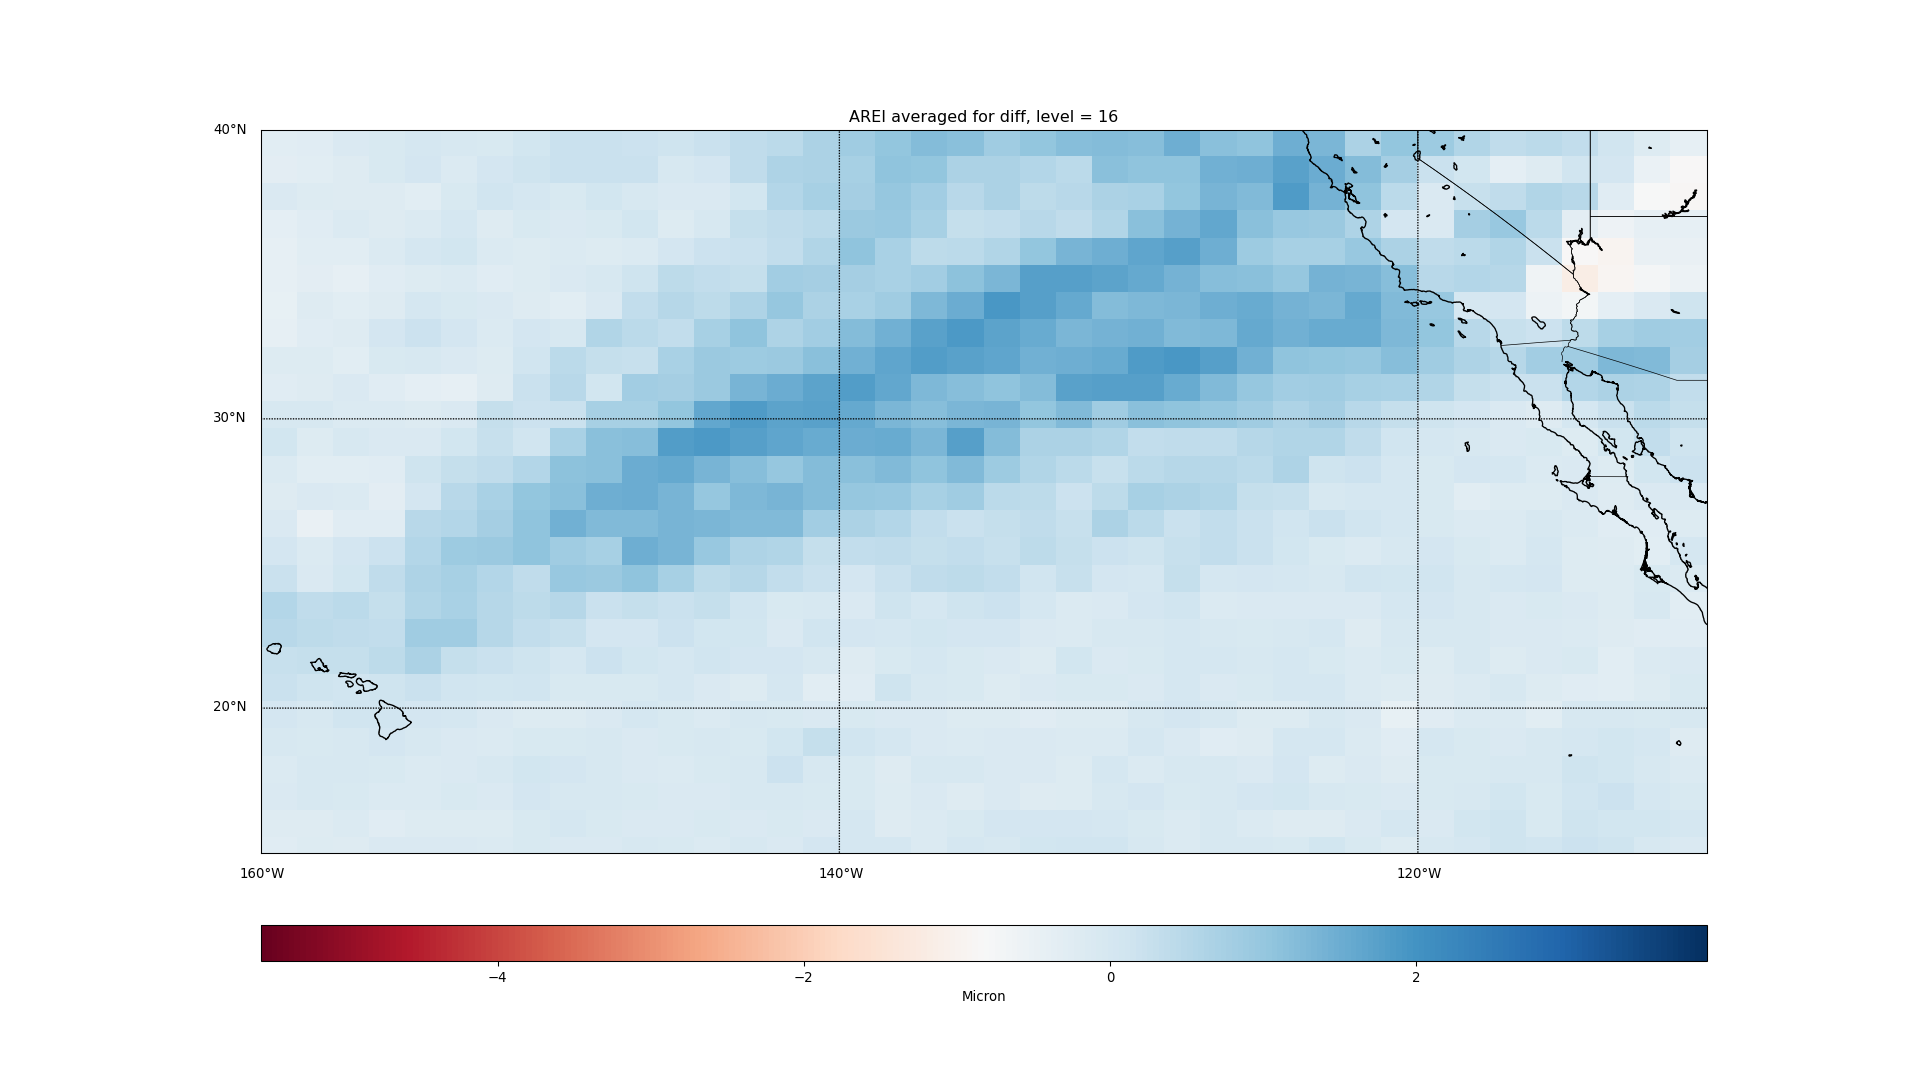 AREI averaged for diff, level = 16
40°N
30°N
20°N
160°W
140°W
120°W
−4
−2
0
2
Micron